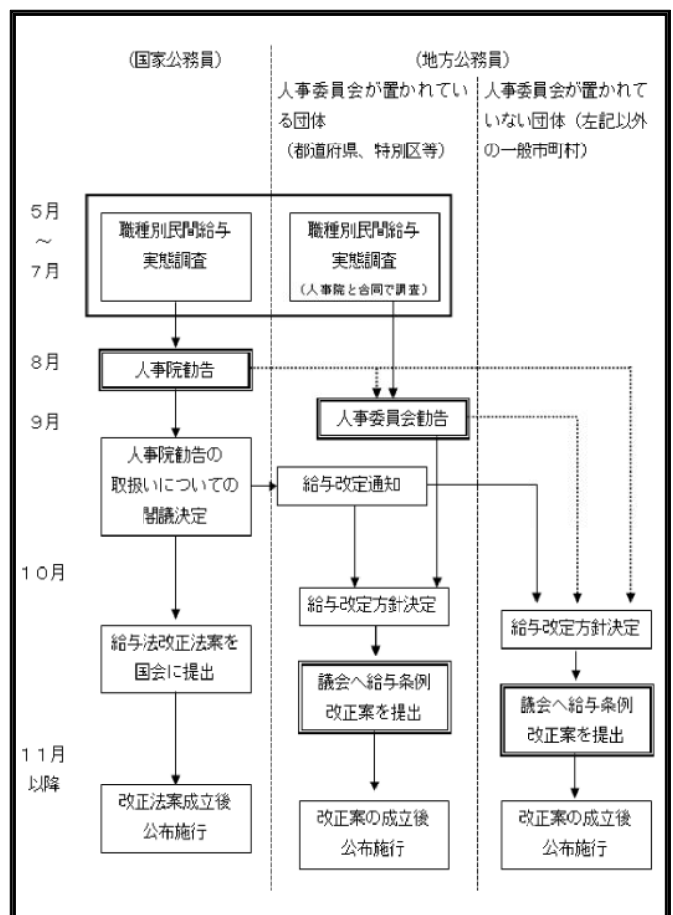 （国家公務員）
（地方公務員）
人事委員会が置かれてい
る団体
（都道府県、特別区等）
人事委員会が置かれて
いない団体（左記以外
の一般市町村）
５月
～
７月
職種別民間給与
実態調査
職種別民間給与
実態調査
（人事院と合同で調査）
８月
人事院勧告
９月
人事委員会勧告
人事院勧告の
取扱いについての
閣議決定
給与改定通知
１０月
給与改定方針決定
給与改定方針決定
給与法改正法案を
国会に提出
議会へ給与条例
改正案を提出
議会へ給与条例
改正案を提出
１１月
以降
改正法案成立後
公布施行
改正案の成立後
公布施行
改正案の成立後
公布施行